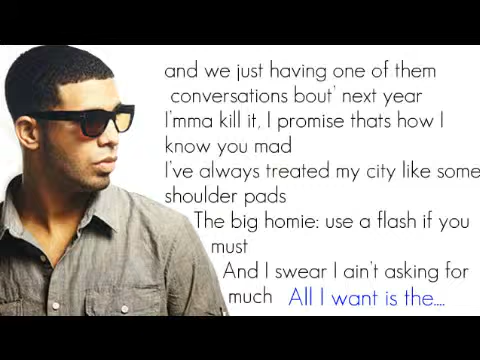 and we just having one of them
conversations bout' next year
I'mma kill it, I promise thats how I
know you mad
I've always treated my city like some
shoulder pads
The big homie: use a flash if you
must
And I swear I ain't asking for
much All I want is the....